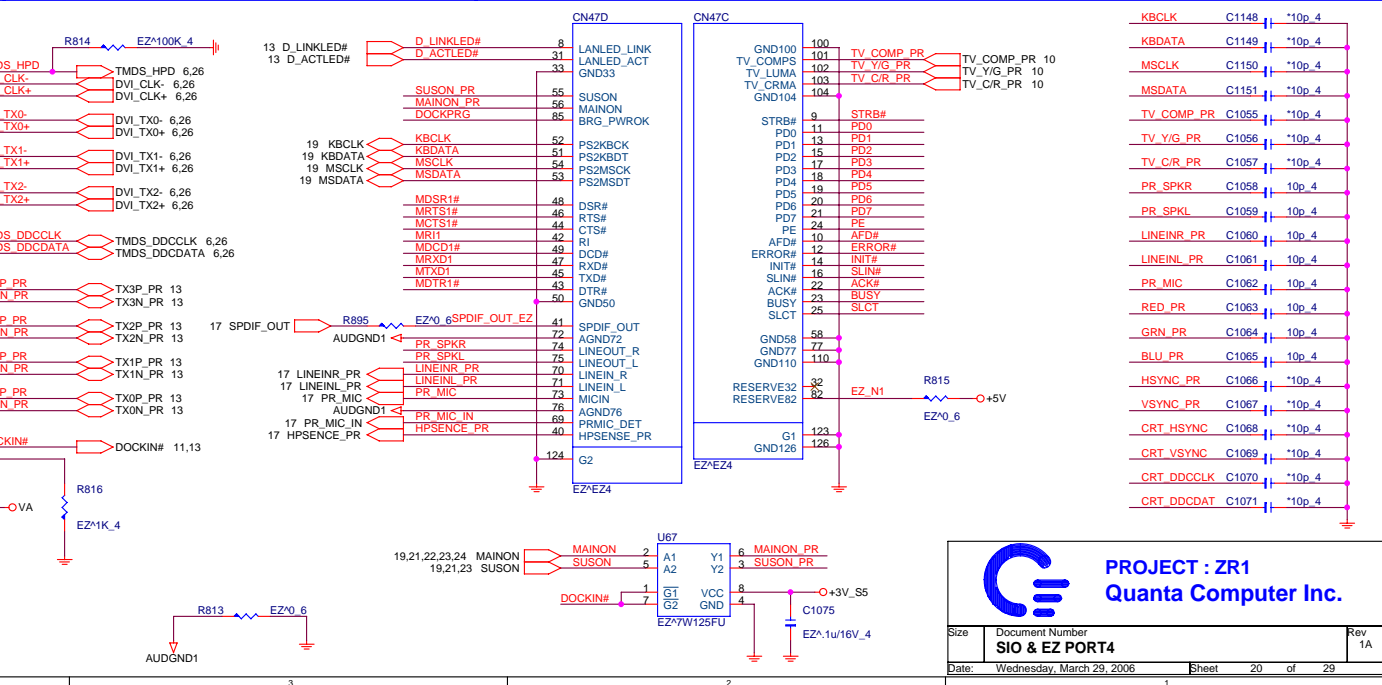 R814 EZ^100K_4
DS_HPD TMDS_HPD 6,26
CLK- DVI_CLK- 6,26
CLK+ DVI_CLK+ 6,26
TX0- DVI_TX0- 6,26
TX0+ DVI_TX0+ 6,26
TX1- DVI_TX1- 6,26
TX1+ DVI_TX1+ 6,26
TX2- DVI_TX2- 6,26
TX2+ DVI_TX2+ 6,26
DS_DDCCLK TMDS_DDCCLK 6,26
DS_DDCDATA TMDS_DDCDATA 6,26
P_PR TX3P_PR 13
N_PR TX3N_PR 13
P_PR TX2P_PR 13
N_PR TX2N_PR 13
P_PR TX1P_PR 13
N_PR TX1N_PR 13
P_PR TX0P_PR 13
N_PR TX0N_PR 13
CKIN# DOCKIN# 11,13
R816
VA
EZ^1K_4
R813 EZ^0_6
AUDGND1
CN47D
13 D_LINKLED# D_LINKLED# 8 LANLED_LINK
13 D_ACTLED# D_ACTLED# 31 LANLED_ACT
33 GND33
SUSON_PR 55 SUSON
MAINON_PR 56 MAINON
DOCKPRG 85 BRG_PWROK
19 KBCLK KBCLK 52 PS2KBCK
19 KBDATA KBDATA 51 PS2KBDT
19 MSCLK MSCLK 54 PS2MSCK
19 MSDATA MSDATA 53 PS2MSDT
MDSR1# 48 DSR#
MRTS1# 46 RTS#
MCTS1# 44 CTS#
MRI1 42 RI
MDCD1# 49 DCD#
MRXD1 47 RXD#
MTXD1 45 TXD#
MDTR1# 43 DTR#
50 GND50
17 SPDIF_OUT R895 EZ^0_6 SPDIF_OUT_EZ 41 SPDIF_OUT
AUDGND1 72 AGND72
PR_SPKR 74 LINEOUT_R
PR_SPKL 75 LINEOUT_L
17 LINEINR_PR LINEINR_PR 70 LINEIN_R
17 LINEINL_PR LINEINL_PR 71 LINEIN_L
17 PR_MIC PR_MIC 73 MICIN
AUDGND1 76 AGND76
17 PR_MIC_IN PR_MIC_IN 69 PRMIC_DET
17 HPSENCE_PR HPSENCE_PR 40 HPSENSE_PR
124 G2
EZ^EZ4
CN47C
GND100 100
TV_COMPS 101 TV_COMP_PR TV_COMP_PR 10
TV_LUMA 102 TV_Y/G_PR TV_Y/G_PR 10
TV_CRMA 103 TV_C/R_PR TV_C/R_PR 10
GND104 104
STRB# 9 STRB#
PD0 11 PD0
PD1 13 PD1
PD2 15 PD2
PD3 17 PD3
PD4 18 PD4
PD5 19 PD5
PD6 20 PD6
PD7 21 PD7
PE 24 PE
AFD# 10 AFD#
ERROR# 12 ERROR#
INIT# 14 INIT#
SLIN# 16 SLIN#
ACK# 22 ACK#
BUSY 23 BUSY
SLCT 25 SLCT
GND58 58
GND77 77
GND110 110
RESERVE32 32
RESERVE82 82 EZ_N1 R815 +5V
EZ^0_6
G1 123
GND126 126
EZ^EZ4
KBCLK C1148 *10p_4
KBDATA C1149 *10p_4
MSCLK C1150 *10p_4
MSDATA C1151 *10p_4
TV_COMP_PR C1055 *10p_4
TV_Y/G_PR C1056 *10p_4
TV_C/R_PR C1057 *10p_4
PR_SPKR C1058 10p_4
PR_SPKL C1059 10p_4
LINEINR_PR C1060 10p_4
LINEINL_PR C1061 10p_4
PR_MIC C1062 10p_4
RED_PR C1063 10p_4
GRN_PR C1064 10p_4
BLU_PR C1065 10p_4
HSYNC_PR C1066 *10p_4
VSYNC_PR C1067 *10p_4
CRT_HSYNC C1068 *10p_4
CRT_VSYNC C1069 *10p_4
CRT_DDCCLK C1070 *10p_4
CRT_DDCDAT C1071 *10p_4
U67
19,21,22,23,24 MAINON MAINON 2 A1 Y1 6 MAINON_PR
19,21,23 SUSON SUSON 5 A2 Y2 3 SUSON_PR
1 G1 VCC 8 +3V_S5
DOCKIN# 7 G2 GND 4
C1075
EZ^7W125FU
EZ^.1u/16V_4
PROJECT : ZR1
Quanta Computer Inc.
Size Document Number Rev
SIO & EZ PORT4 1A
Date: Wednesday, March 29, 2006 Sheet 20 of 29
3 2 1